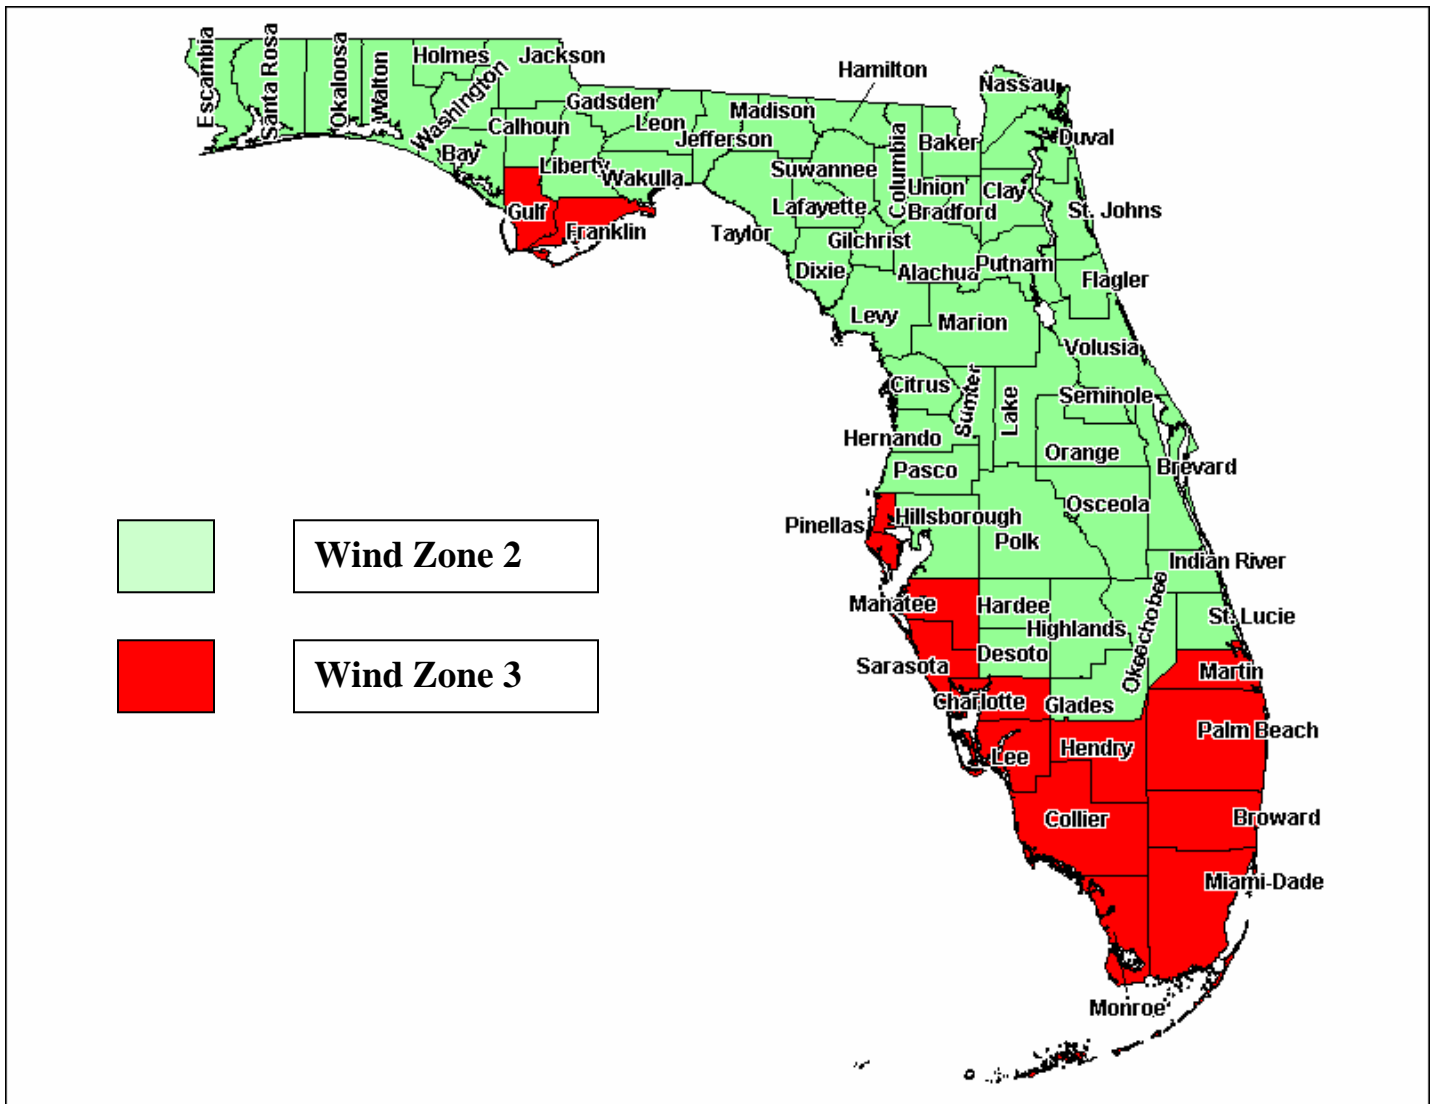 Escambia
Santa Rosa
Okaloosa
Walton
Holmes
Washington
Jackson
Bay
Calhoun
Gulf
Gadsden
Liberty
Franklin
Leon
Wakulla
Jefferson
Madison
Taylor
Hamilton
Suwannee
Lafayette
Dixie
Columbia
Gilchrist
Levy
Baker
Union
Bradford
Alachua
Nassau
Duval
Clay
St. Johns
Putnam
Flagler
Marion
Volusia
Citrus
Sumter
Lake
Seminole
Hernando
Orange
Pasco
Brevard
Pinellas
Hillsborough
Polk
Osceola
Indian River
Manatee
Hardee
Highlands
Okeechobee
St. Lucie
Sarasota
Desoto
Martin
Charlotte
Glades
Palm Beach
Lee
Hendry
Collier
Broward
Miami-Dade
Monroe
Wind Zone 2
Wind Zone 3